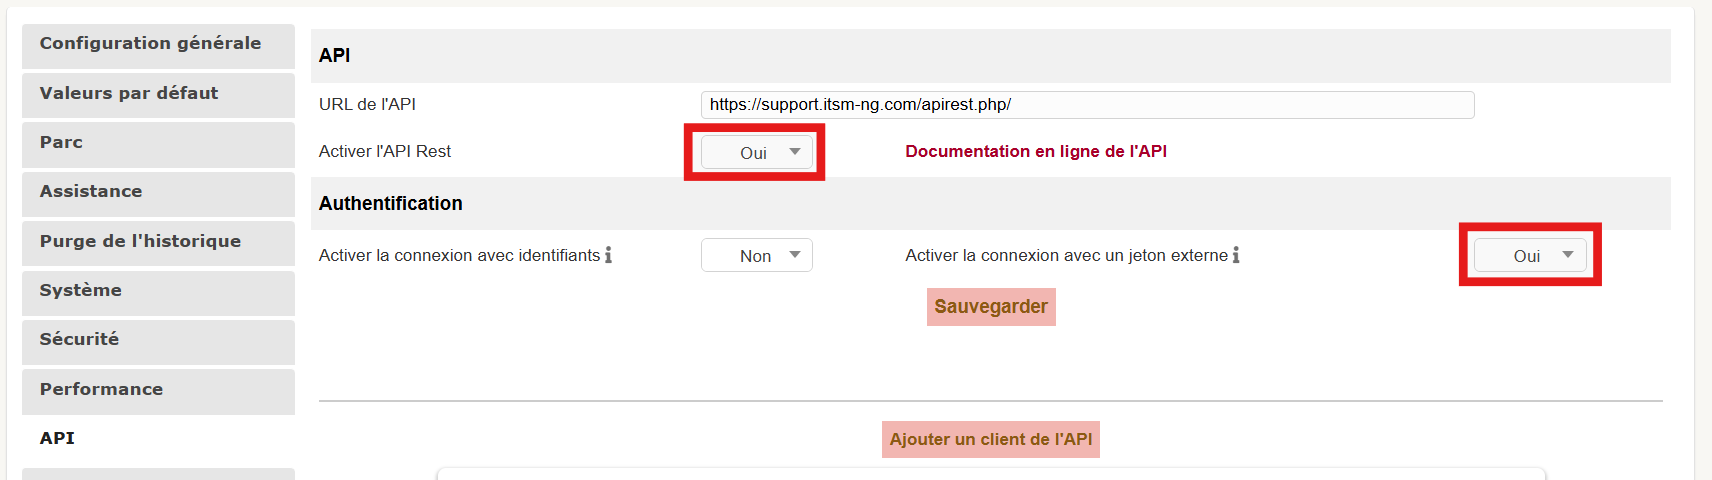 Configuration générale
Valeurs par défaut
Parc
Assistance
Purge de l'historique
Système
Sécurité
Performance
API
API
URL de l'API https://support.itsm-ng.com/apirest.php/
Activer l'API Rest Oui Documentation en ligne de l'API
Authentification
Activer la connexion avec identifiants Non Activer la connexion avec un jeton externe Oui
Sauvegarder
Ajouter un client de l'API